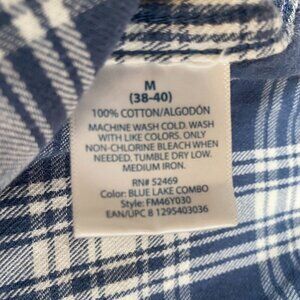 M
(38-40)
100% COTTON/ALGODÓN
MACHINE WASH COLD. WASH
WITH LIKE COLORS. ONLY
NON-CHLORINE BLEACH WHEN
NEEDED. TUMBLE DRY LOW.
MEDIUM IRON.
RN# 52469
Color: BLUE LAKE COMBO
Style: FM46Y030
EAN/UPC 8 1295403036